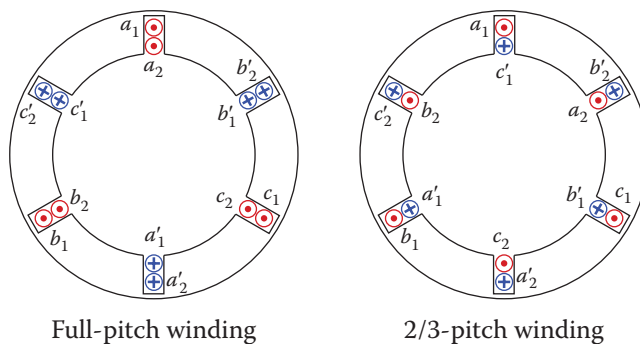 a₁
a₂
b′₂
b′₁
c′₂
c′₁
b₂
b₁
c₂
c₁
a′₁
a′₂
Full-pitch winding
a₁
c′₁
b′₂
a₂
c′₂
b₂
a′₁
b₁
b′₁
c₁
c₂
a′₂
2/3-pitch winding